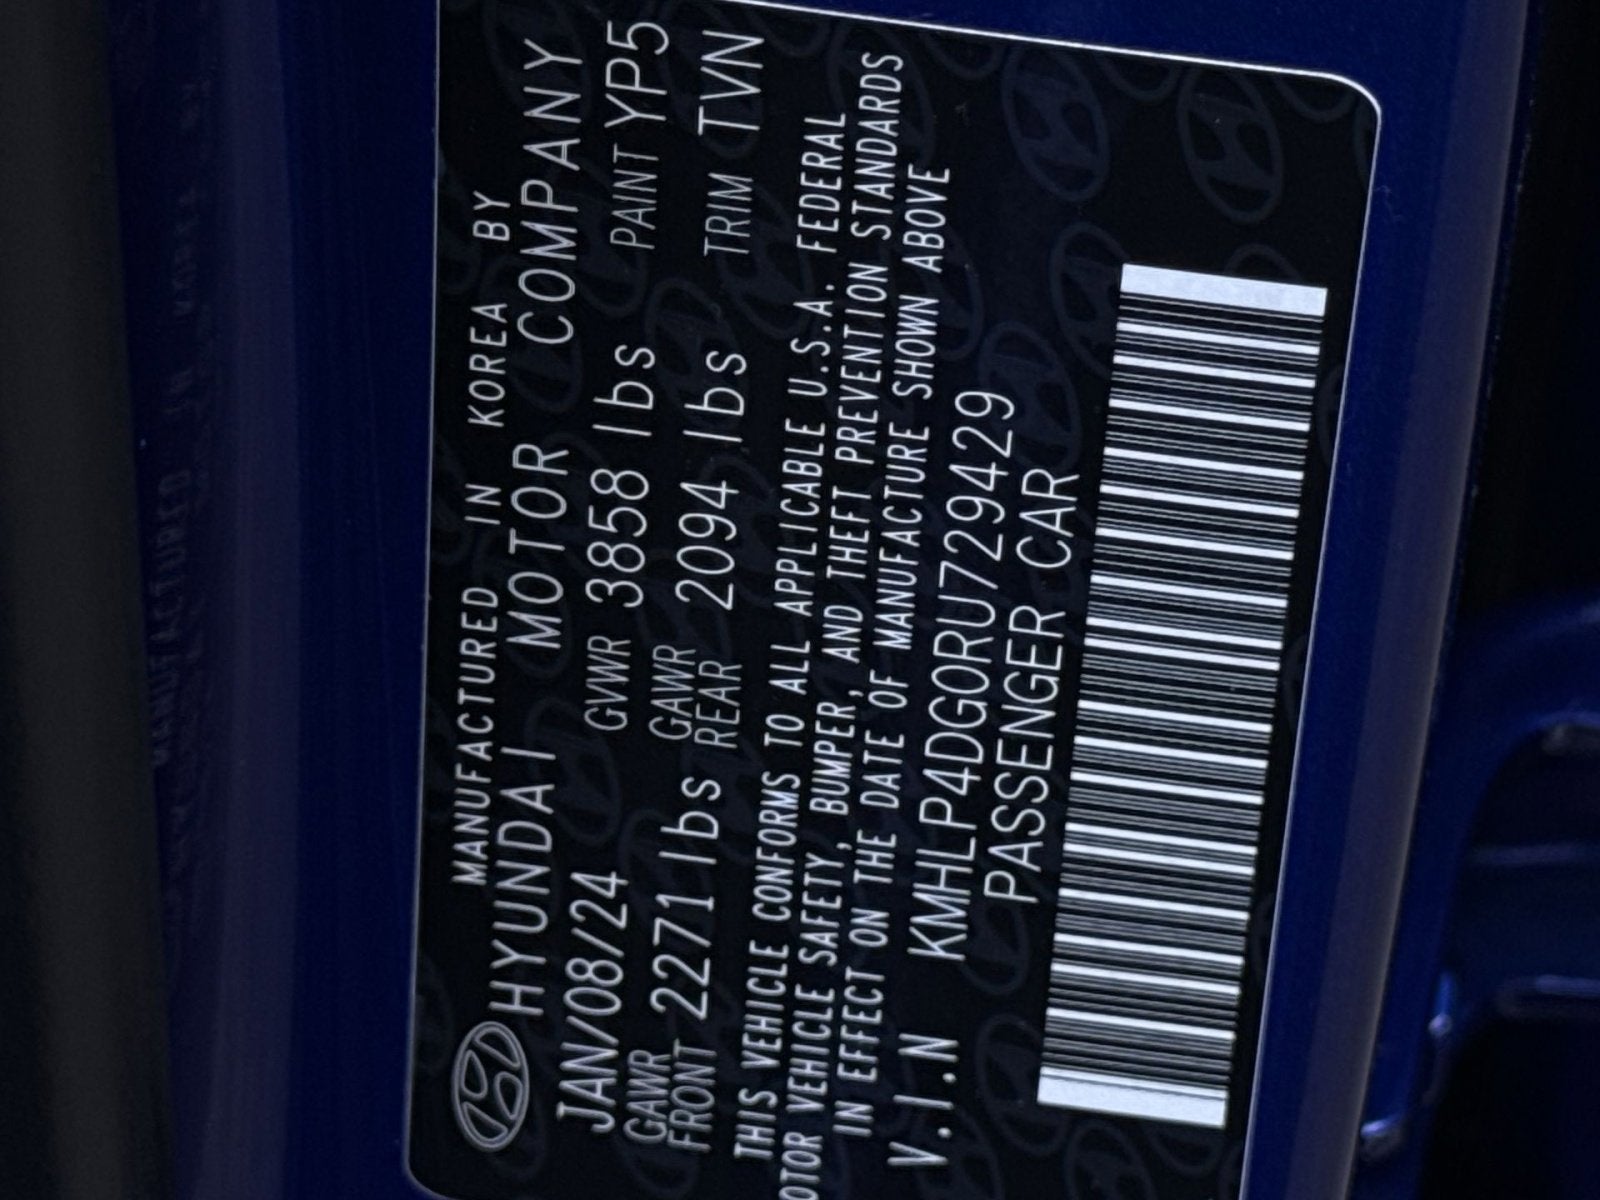 MANUFACTURED IN KOREA BY
HYUNDAI MOTOR COMPANY
JAN/08/24 GVWR 3858 lbs PAINT YP5
GAWR FRONT 2271 lbs GAWR REAR 2094 lbs TRIM TVN
THIS VEHICLE CONFORMS TO ALL APPLICABLE U.S.A. FEDERAL
OTOR VEHICLE SAFETY, BUMPER, AND THEFT PREVENTION STANDARDS
IN EFFECT ON THE DATE OF MANUFACTURE SHOWN ABOVE
V.I.N KMHLP4DG0RU729429
PASSENGER CAR